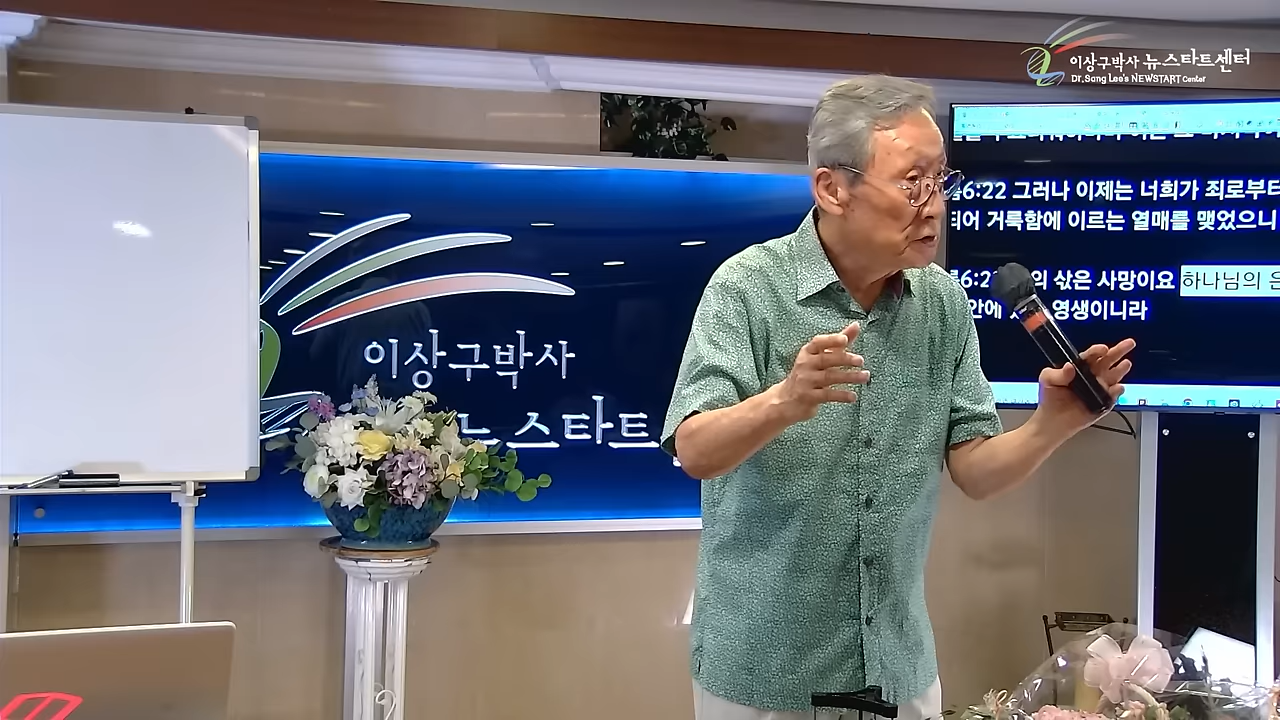 이상구박사 뉴스타트센터
Dr. Sang Lee's NEWSTART Center
이상구박사
뉴스타트
6:22 그러나 이제는 너희가 죄로부터
되어 거룩함에 이르는 열매를 맺었으니
삯은 사망이요 하나님의
안에 영생이니라